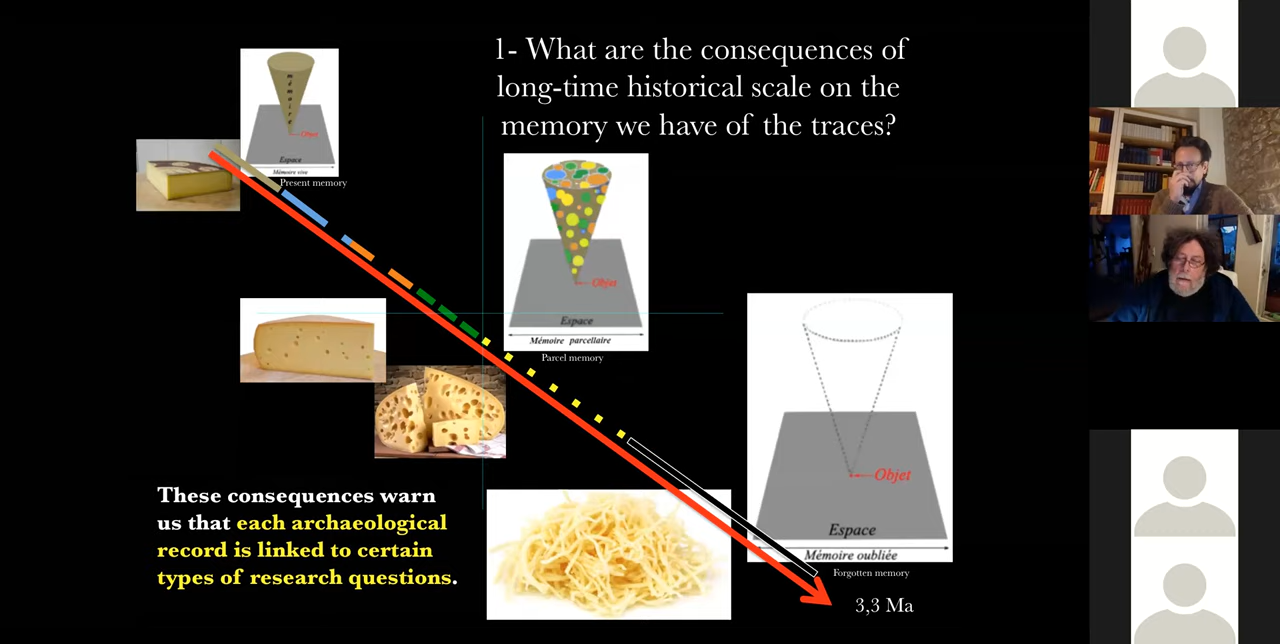 1- What are the consequences of
long-time historical scale on the
memory we have of the traces?
mémoire
Objet
Espace
Mémoire vive
Present memory
Objet
Espace
Mémoire parcellaire
Parcel memory
Objet
Espace
Mémoire oubliée
Forgotten memory
3,3 Ma
These consequences warn
us that each archaeological
record is linked to certain
types of research questions.